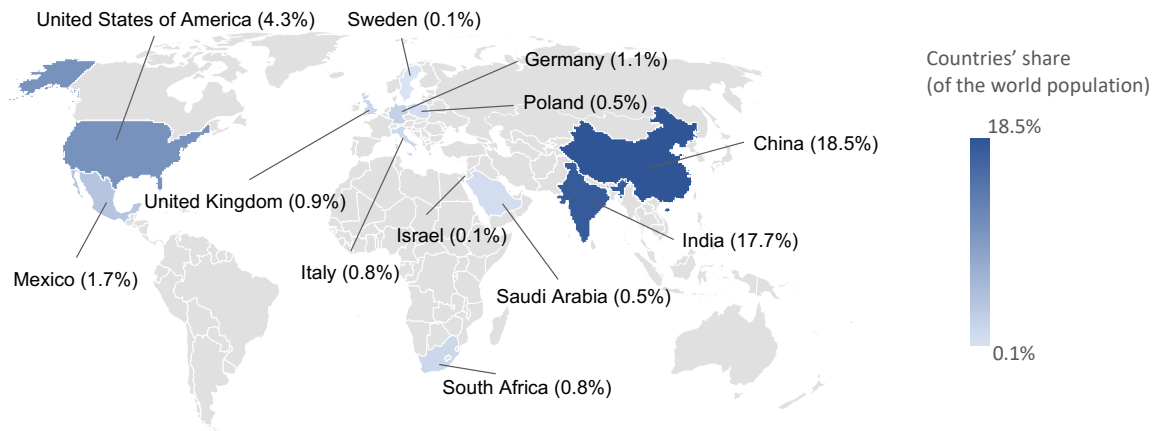 United States of America (4.3%)
Sweden (0.1%)
Germany (1.1%)
Poland (0.5%)
China (18.5%)
United Kingdom (0.9%)
Israel (0.1%)
India (17.7%)
Mexico (1.7%)
Italy (0.8%)
Saudi Arabia (0.5%)
South Africa (0.8%)
Countries’ share
(of the world population)
18.5%
0.1%